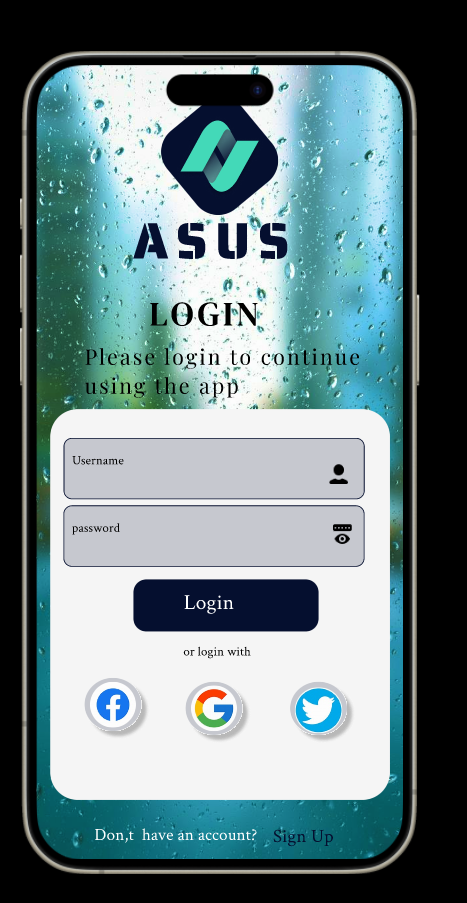 ASUS
LOGIN
Please login to continue
using the app
Username
password
Login
or login with
Don,t have an account? Sign Up